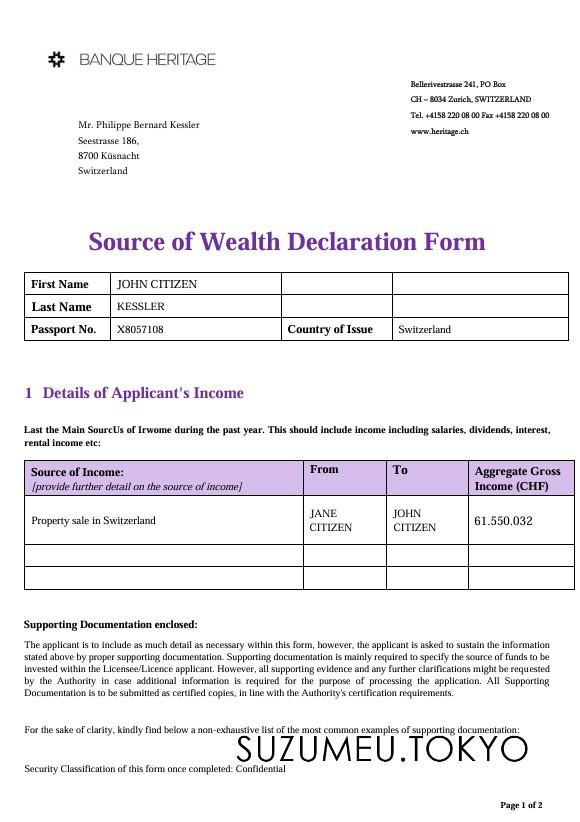 BANQUE HERITAGE
Bellerivestrasse 241, PO Box
CH – 8034 Zurich, SWITZERLAND
Tel. +4158 220 08 00 Fax +4158 220 08 00
www.heritage.ch
Mr. Philippe Bernard Kessler
Seestrasse 186,
8700 Küsnacht
Switzerland
Source of Wealth Declaration Form
First Name JOHN CITIZEN
Last Name KESSLER
Passport No. X8057108 Country of Issue Switzerland
1 Details of Applicant's Income
Last the Main SourcUs of Irwome during the past year. This should include income including salaries, dividends, interest,
rental income etc:
Source of Income: From To Aggregate Gross
[provide further detail on the source of income] Income (CHF)
Property sale in Switzerland JANE JOHN 61.550.032
CITIZEN CITIZEN
Supporting Documentation enclosed:
The applicant is to include as much detail as necessary within this form, however, the applicant is asked to sustain the information
stated above by proper supporting documentation. Supporting documentation is mainly required to specify the source of funds to be
invested within the Licensee/Licence applicant. However, all supporting evidence and any further clarifications might be requested
by the Authority in case additional information is required for the purpose of processing the application. All Supporting
Documentation is to be submitted as certified copies, in line with the Authority's certification requirements.
For the sake of clarity, kindly find below a non-exhaustive list of the most common examples of supporting documentation:
SUZUMEU.TOKYO
Security Classification of this form once completed: Confidential
Page 1 of 2